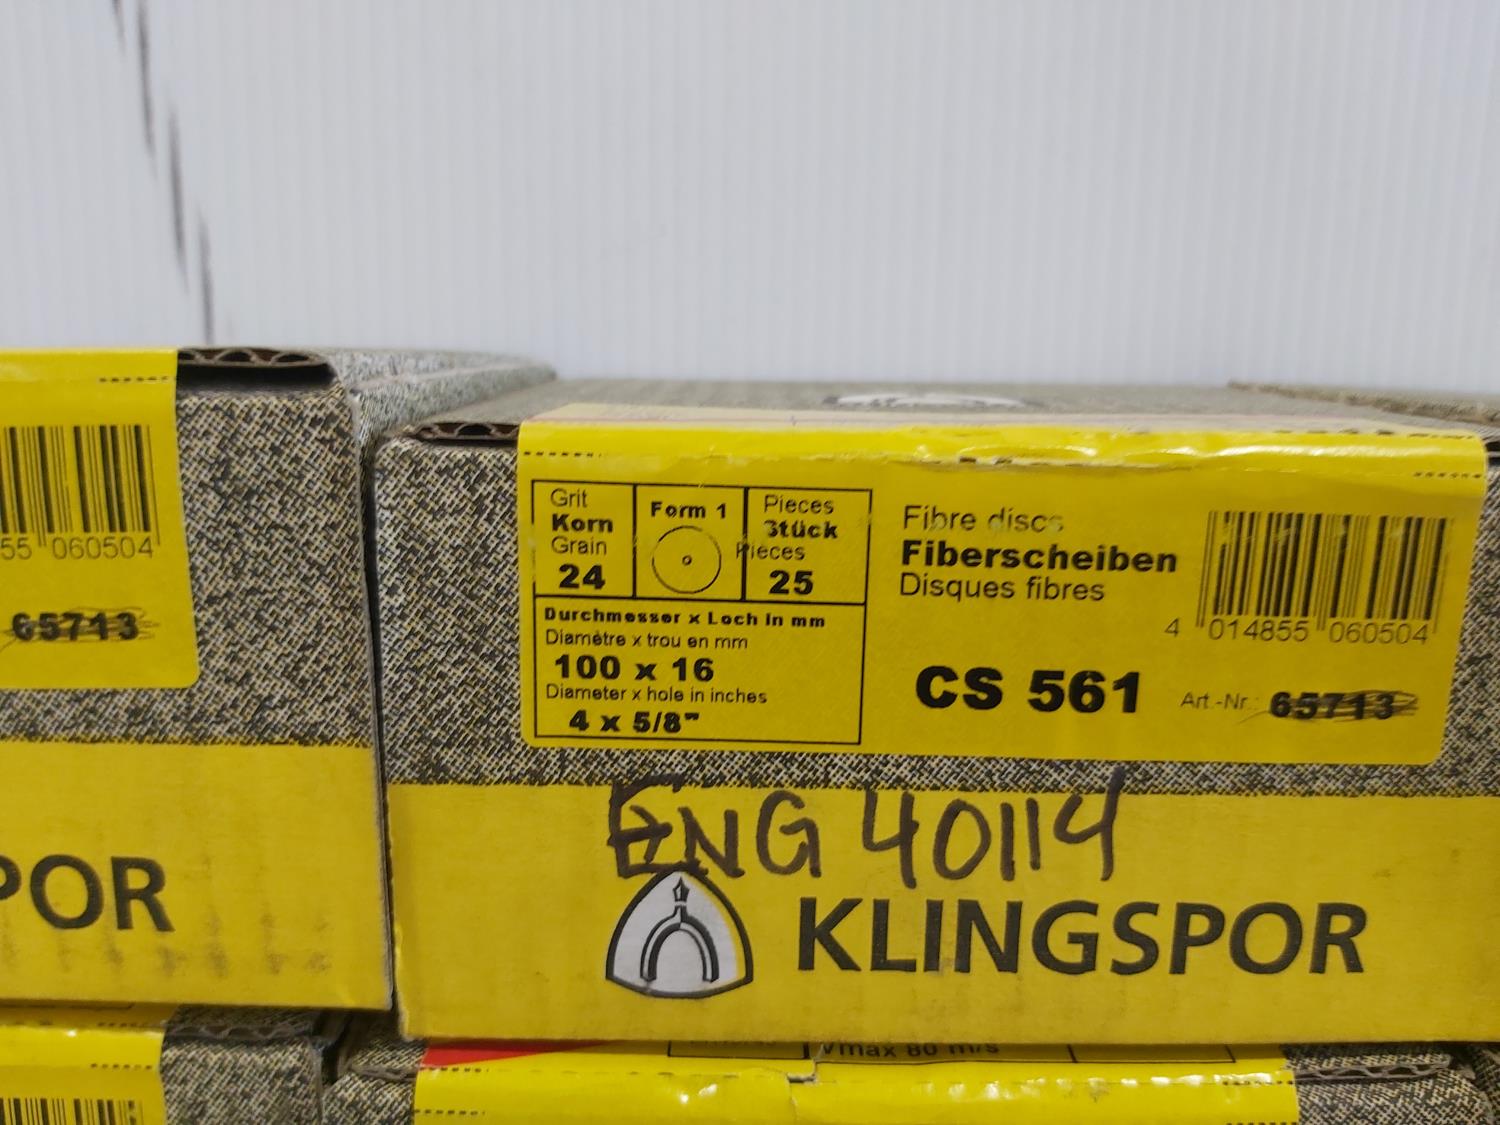 55 060504
65713
POR
Grit
Korn
Grain
24
Form 1
Pieces
Stück
Pièces
25
Durchmesser x Loch in mm
Diamètre x trou en mm
100 x 16
Diameter x hole in inches
4 x 5/8"
Fibre discs
Fiberscheiben
Disques fibres
4 014855 060504
CS 561
Art.-Nr.: 65713
ENG 40114
KLINGSPOR
Vmax 80 m/s